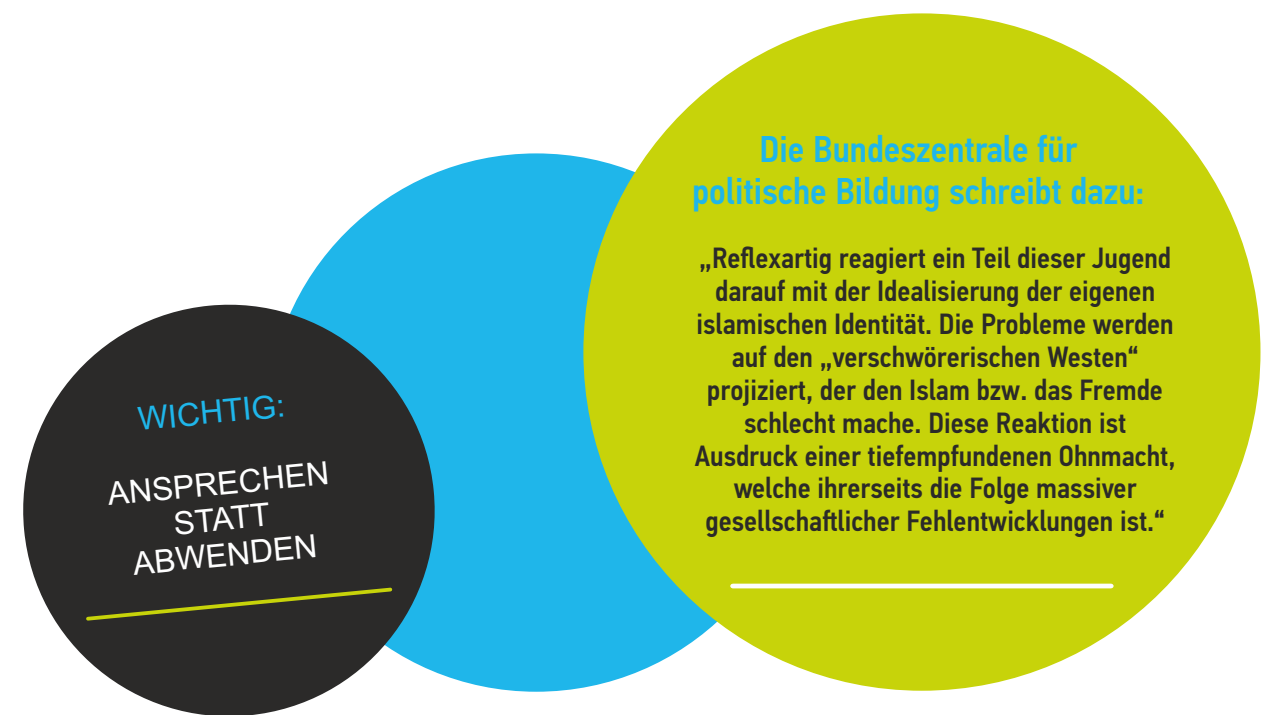 WICHTIG:
ANSPRECHEN
STATT
ABWENDEN
Die Bundeszentrale für
politische Bildung schreibt dazu:
„Reflexartig reagiert ein Teil dieser Jugend
darauf mit der Idealisierung der eigenen
islamischen Identität. Die Probleme werden
auf den „verschwörerischen Westen“
projiziert, der den Islam bzw. das Fremde
schlecht mache. Diese Reaktion ist
Ausdruck einer tiefempfundenen Ohnmacht,
welche ihrerseits die Folge massiver
gesellschaftlicher Fehlentwicklungen ist.“